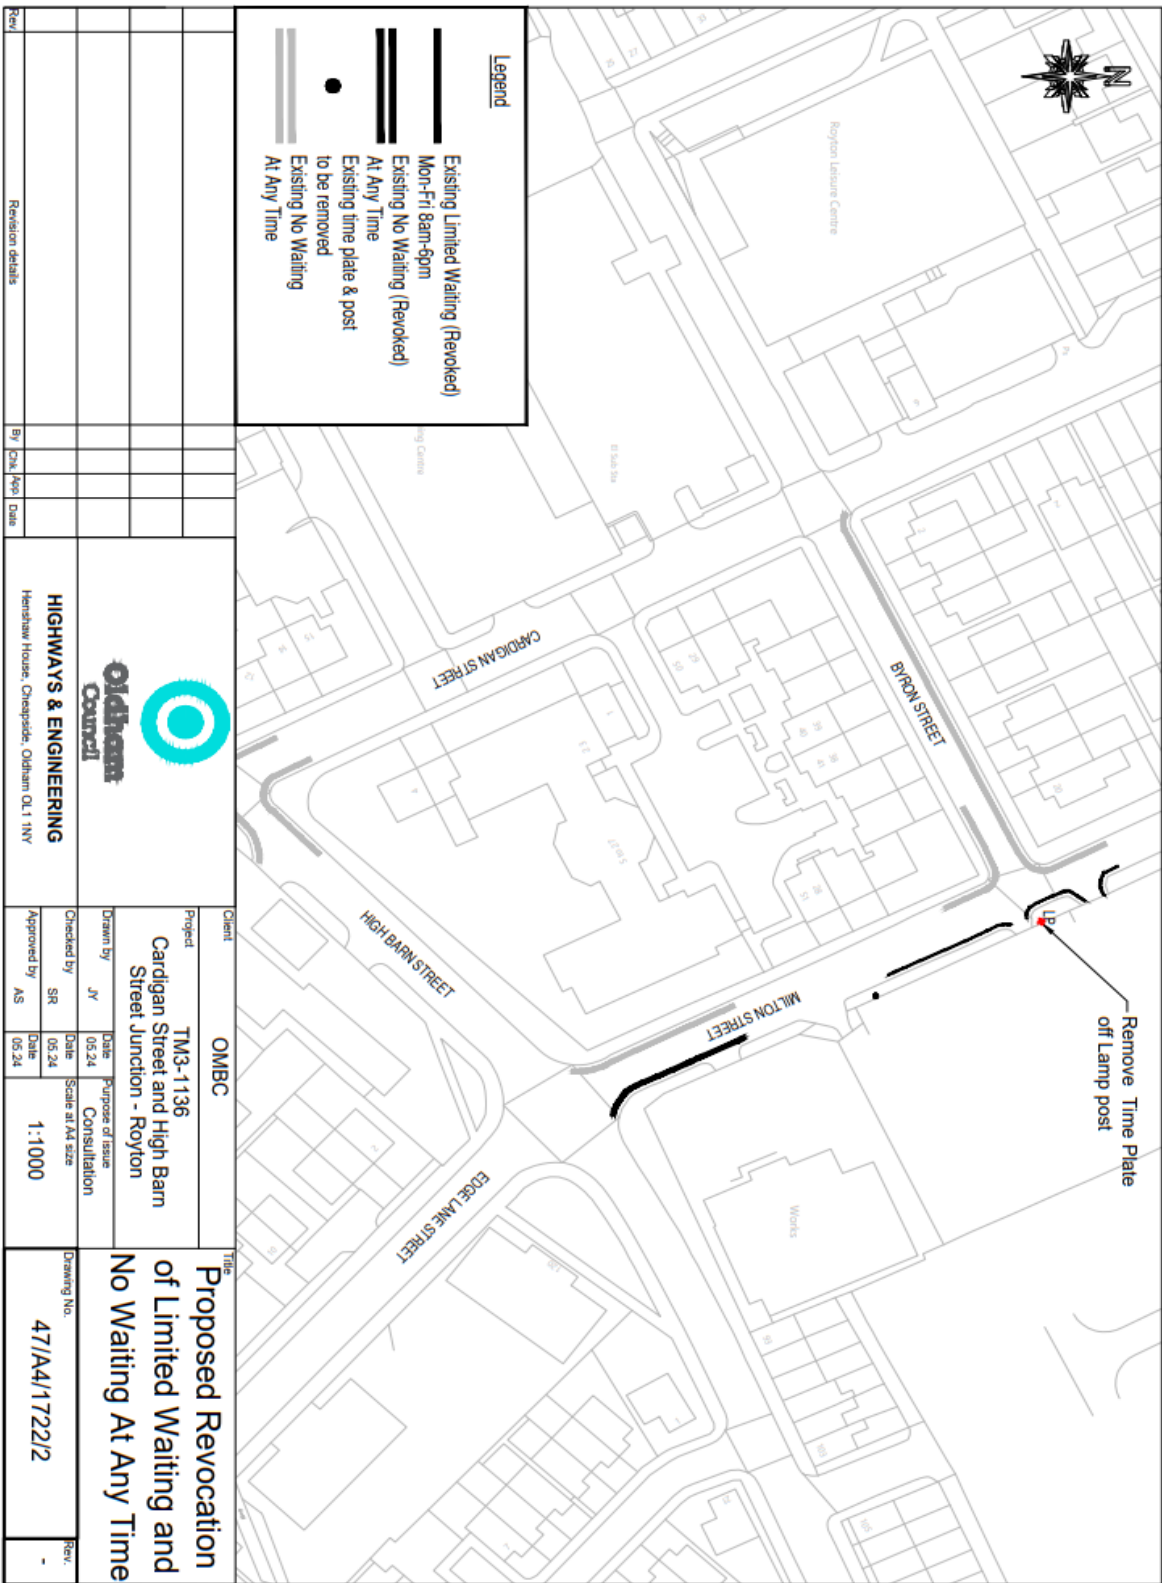 N
Royton Leisure Centre
El Sub Sta
ing Centre
Remove Time Plate
off Lamp post
LP
BYRON STREET
CARDIGAN STREET
MILTON STREET
HIGH BARN STREET
EDGE LANE STREET
Works
Legend
Existing Limited Waiting (Revoked)
Mon-Fri 8am-6pm
Existing No Waiting (Revoked)
At Any Time
Existing time plate & post
to be removed
Existing No Waiting
At Any Time
Rev.
Revision details
By
Chk.
App.
Date
Oldham
Council
HIGHWAYS & ENGINEERING
Henshaw House, Cheapside, Oldham OL1 1NY
Client
OMBC
Project
TM3-1136
Cardigan Street and High Barn
Street Junction - Royton
Drawn by
JY
Date
05.24
Purpose of issue
Consultation
Checked by
SR
Date
05.24
Scale at A4 size
1:1000
Approved by
AS
Date
05.24
Title
Proposed Revocation
of Limited Waiting and
No Waiting At Any Time
Drawing No.
47/A4/1722/2
Rev.
-